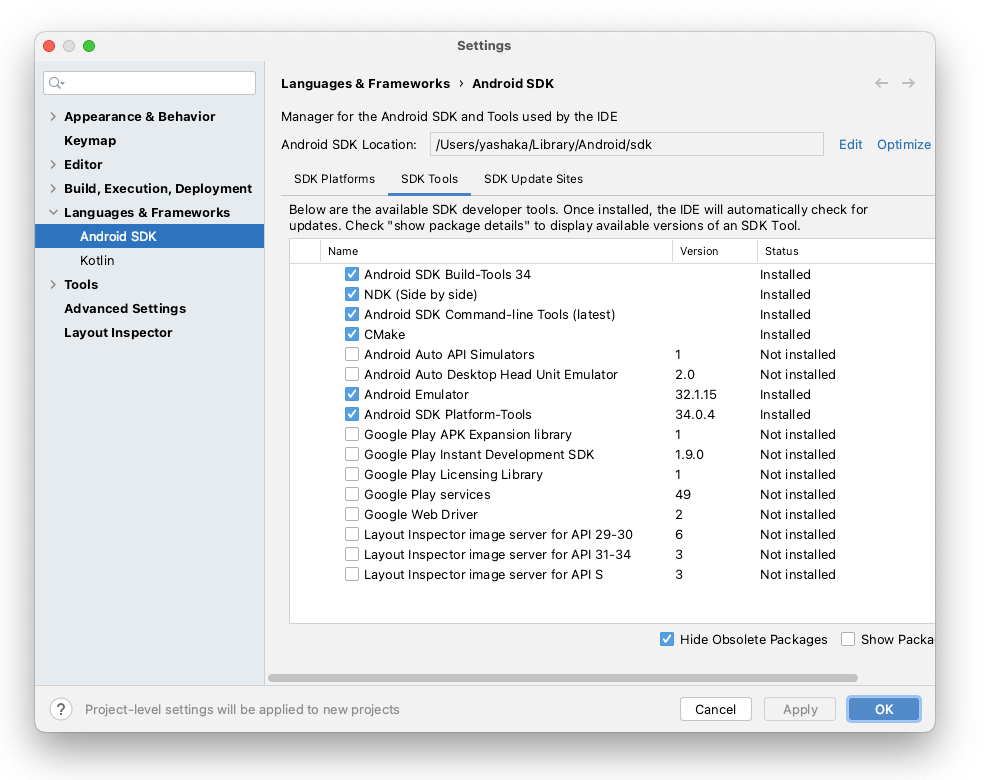 Settings
Appearance & Behavior
Keymap
Editor
Build, Execution, Deployment
Languages & Frameworks
Android SDK
Kotlin
Tools
Advanced Settings
Layout Inspector
Languages & Frameworks › Android SDK
Manager for the Android SDK and Tools used by the IDE
Android SDK Location: /Users/yashaka/Library/Android/sdk Edit Optimize
SDK Platforms SDK Tools SDK Update Sites
Below are the available SDK developer tools. Once installed, the IDE will automatically check for
updates. Check "show package details" to display available versions of an SDK Tool.
Name Version Status
Android SDK Build-Tools 34 Installed
NDK (Side by side) Installed
Android SDK Command-line Tools (latest) Installed
CMake Installed
Android Auto API Simulators 1 Not installed
Android Auto Desktop Head Unit Emulator 2.0 Not installed
Android Emulator 32.1.15 Installed
Android SDK Platform-Tools 34.0.4 Installed
Google Play APK Expansion library 1 Not installed
Google Play Instant Development SDK 1.9.0 Not installed
Google Play Licensing Library 1 Not installed
Google Play services 49 Not installed
Google Web Driver 2 Not installed
Layout Inspector image server for API 29-30 6 Not installed
Layout Inspector image server for API 31-34 3 Not installed
Layout Inspector image server for API S 3 Not installed
Hide Obsolete Packages Show Packa
? Project-level settings will be applied to new projects
Cancel Apply OK